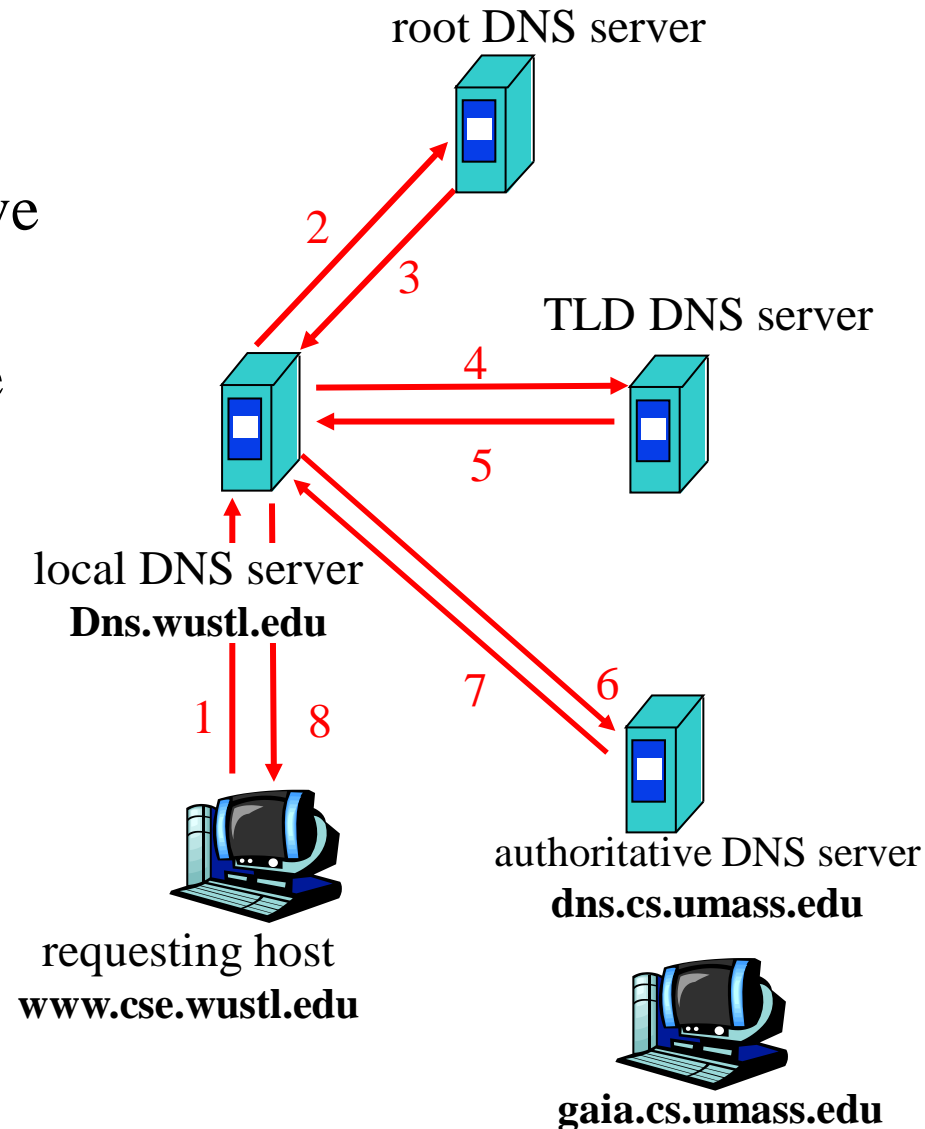 root DNS server
2
3
TLD DNS server
4
5
local DNS server
Dns.wustl.edu
1
8
7
6
authoritative DNS server
dns.cs.umass.edu
requesting host
www.cse.wustl.edu
gaia.cs.umass.edu